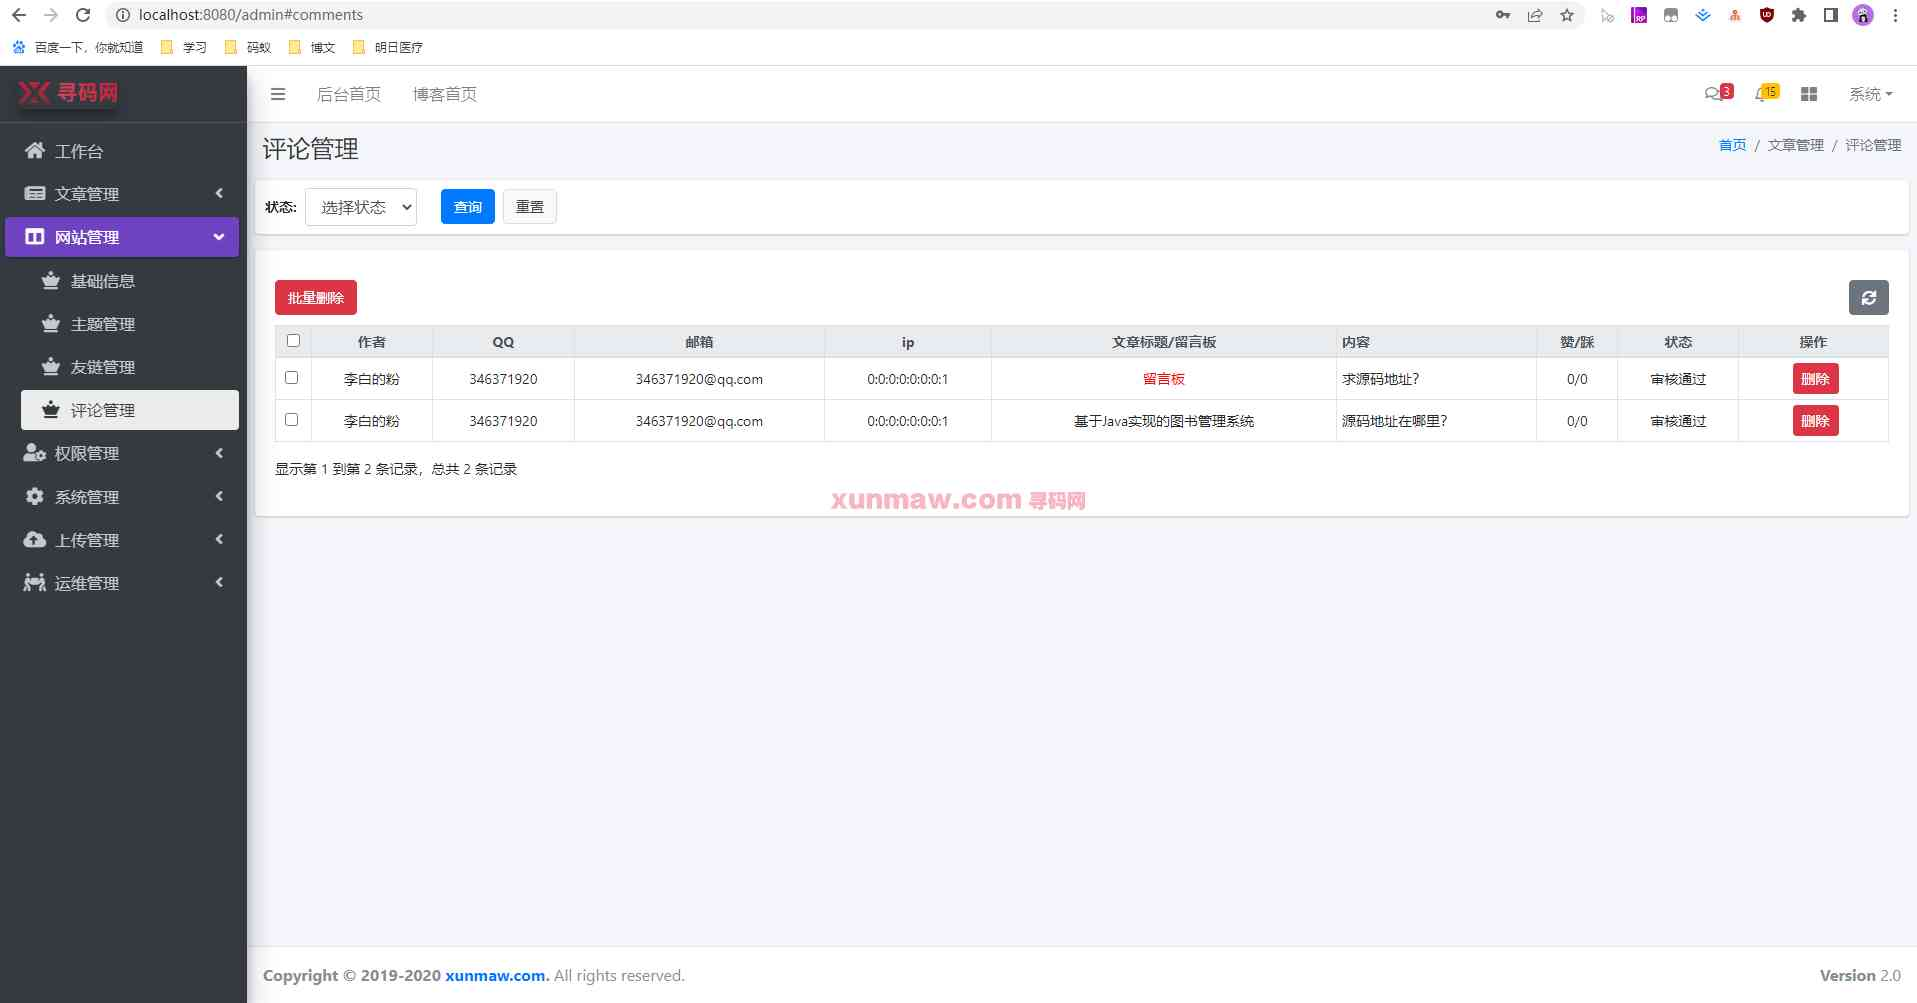 localhost:8080/admin#comments
百度一下，你就知道 学习 码蚁 博文 明日医疗
寻码网
后台首页 博客首页 3 15 系统
工作台
文章管理
网站管理
基础信息
主题管理
友链管理
评论管理
权限管理
系统管理
上传管理
运维管理
评论管理
首页 / 文章管理 / 评论管理
状态: 选择状态 查询 重置
批量删除
作者 QQ 邮箱 ip 文章标题/留言板 内容 赞/踩 状态 操作
李白的粉 346371920 346371920@qq.com 0:0:0:0:0:0:0:1 留言板 求源码地址? 0/0 审核通过 删除
李白的粉 346371920 346371920@qq.com 0:0:0:0:0:0:0:1 基于Java实现的图书管理系统 源码地址在哪里? 0/0 审核通过 删除
显示第 1 到第 2 条记录，总共 2 条记录
xunmaw.com 寻码网
Copyright © 2019-2020 xunmaw.com. All rights reserved.
Version 2.0